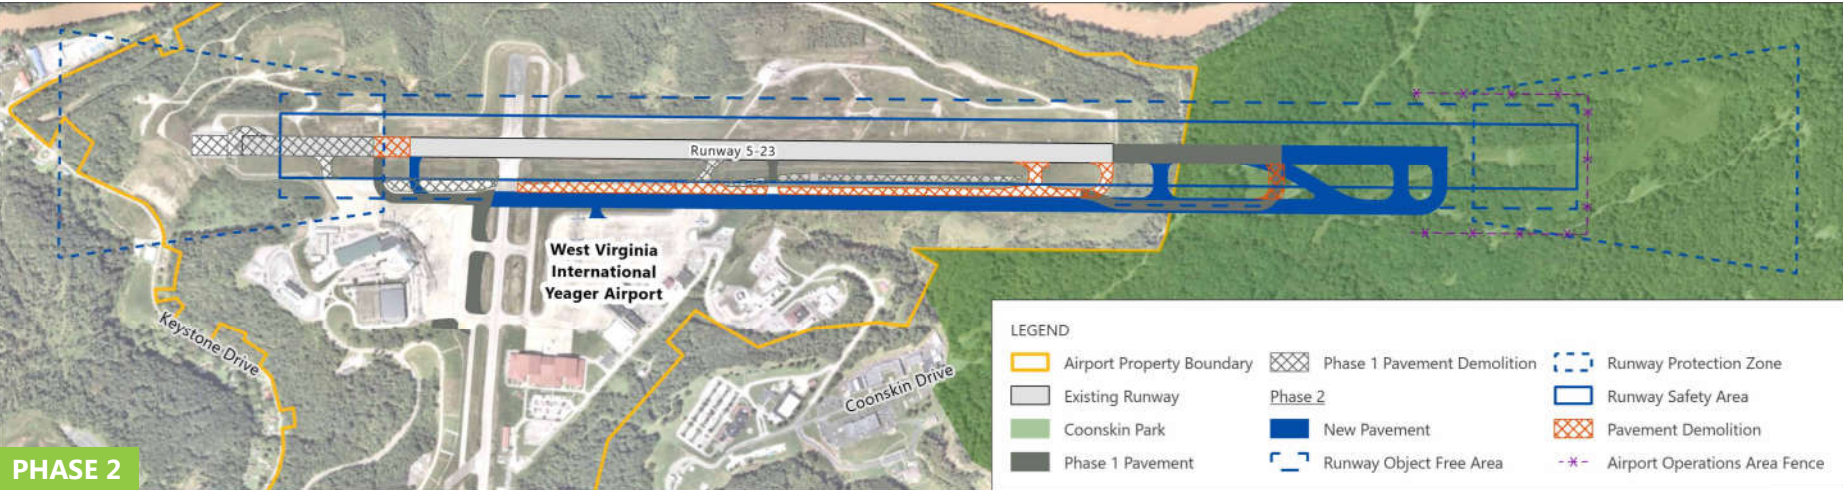 Runway 5-23
West Virginia
International
Yeager Airport
Keystone Drive
Coonskin Drive
LEGEND
Airport Property Boundary
Existing Runway
Coonskin Park
Phase 1 Pavement
Phase 1 Pavement Demolition
Phase 2
New Pavement
Runway Object Free Area
Runway Protection Zone
Runway Safety Area
Pavement Demolition
Airport Operations Area Fence
PHASE 2